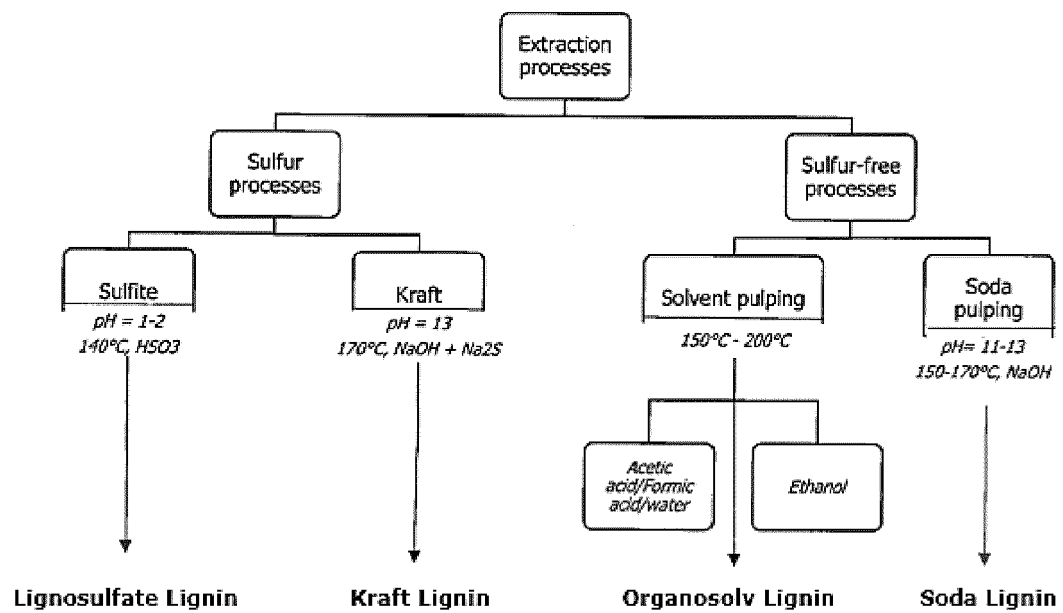 Extraction
processes
Sulfur
processes
Sulfur-free
processes
Sulfite
pH = 1-2
140°C, HSO3
Kraft
pH = 13
170°C, NaOH + Na2S
Solvent pulping
150°C - 200°C
Soda
pulping
pH= 11-13
150-170°C, NaOH
Acetic
acid/Formic
acid/water
Ethanol
Lignosulfate Lignin
Kraft Lignin
Organosolv Lignin
Soda Lignin